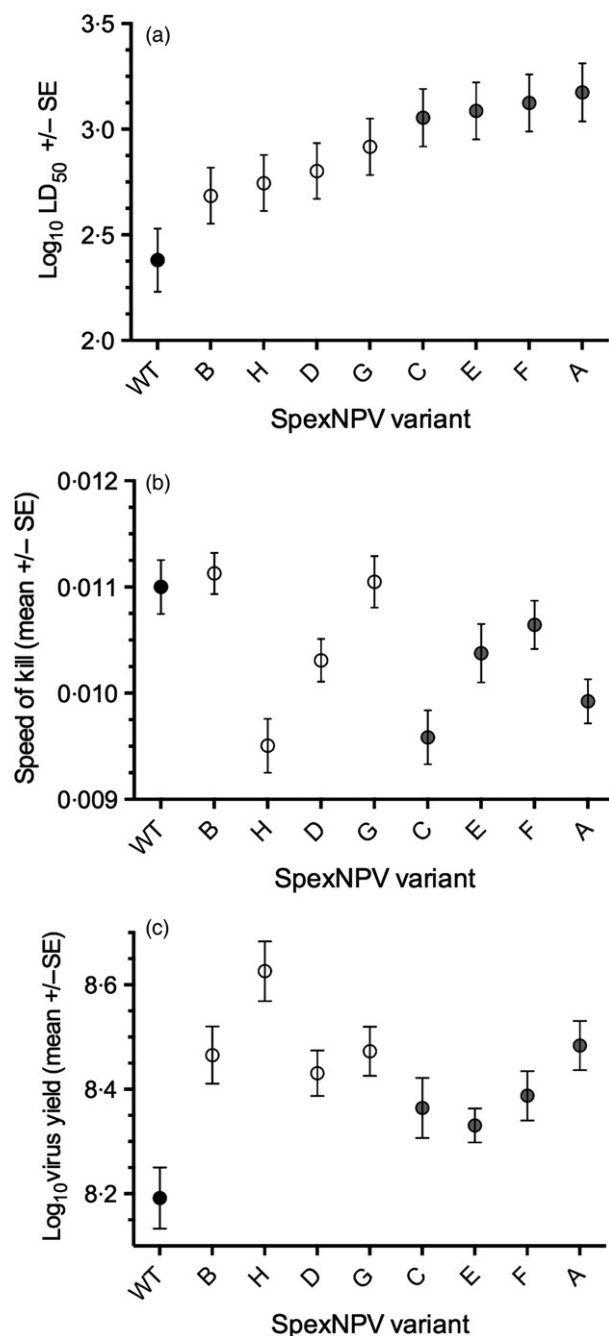 (a)
Log10 LD50 +/– SE
3·5
3·0
2·5
2·0
WT B H D G C E F A
SpexNPV variant
(b)
Speed of kill (mean +/– SE)
0·012
0·011
0·010
0·009
WT B H D G C E F A
SpexNPV variant
(c)
Log10 virus yield (mean +/–SE)
8·6
8·4
8·2
WT B H D G C E F A
SpexNPV variant